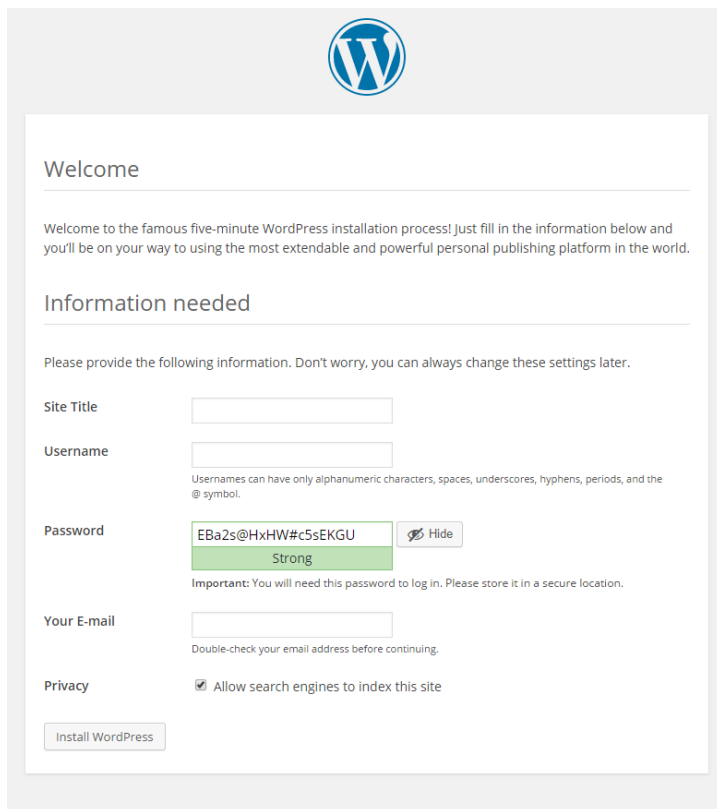 Welcome
Welcome to the famous five-minute WordPress installation process! Just fill in the information below and
you’ll be on your way to using the most extendable and powerful personal publishing platform in the world.
Information needed
Please provide the following information. Don’t worry, you can always change these settings later.
Site Title
Username
Usernames can have only alphanumeric characters, spaces, underscores, hyphens, periods, and the
@ symbol.
Password EBa2s@HxHW#c5sEKGU Hide
Strong
Important: You will need this password to log in. Please store it in a secure location.
Your E-mail
Double-check your email address before continuing.
Privacy Allow search engines to index this site
Install WordPress